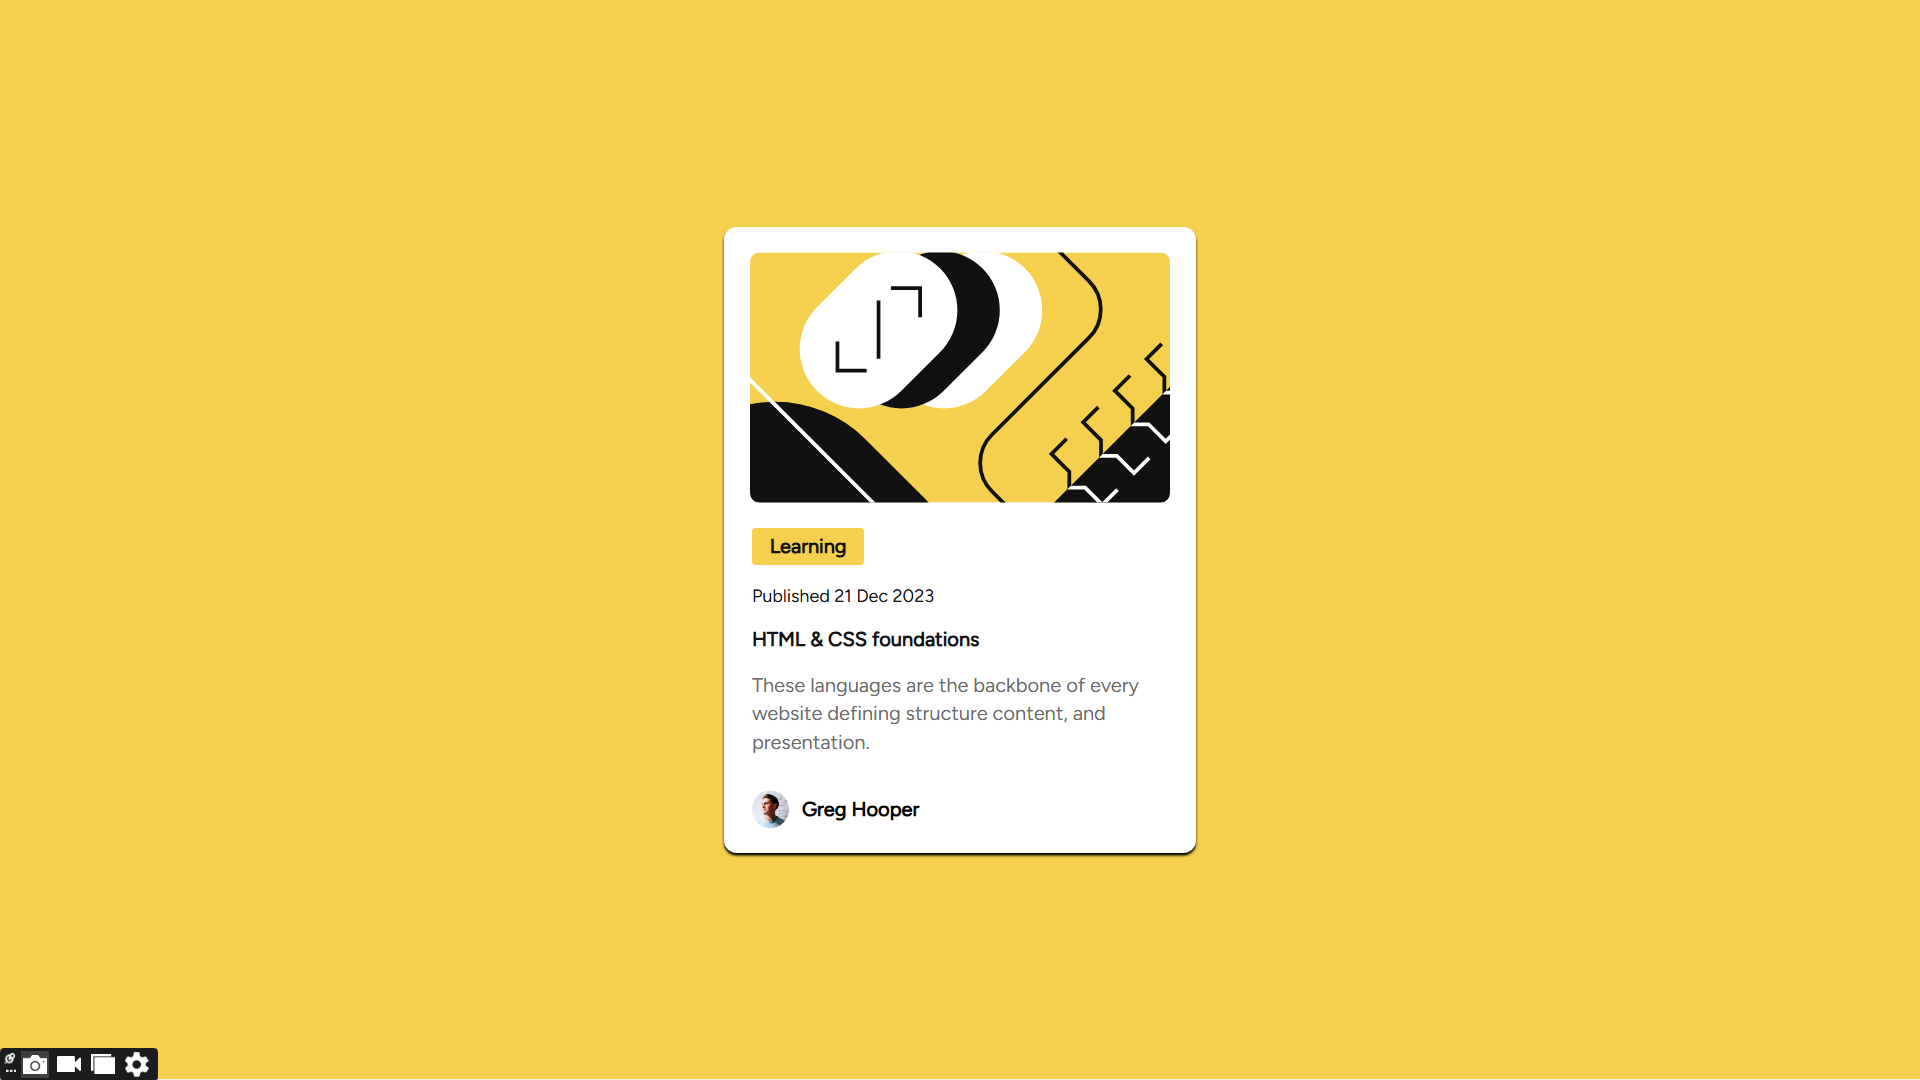 Learning
Published 21 Dec 2023
HTML & CSS foundations
These languages are the backbone of every
website defining structure content, and
presentation.
Greg Hooper